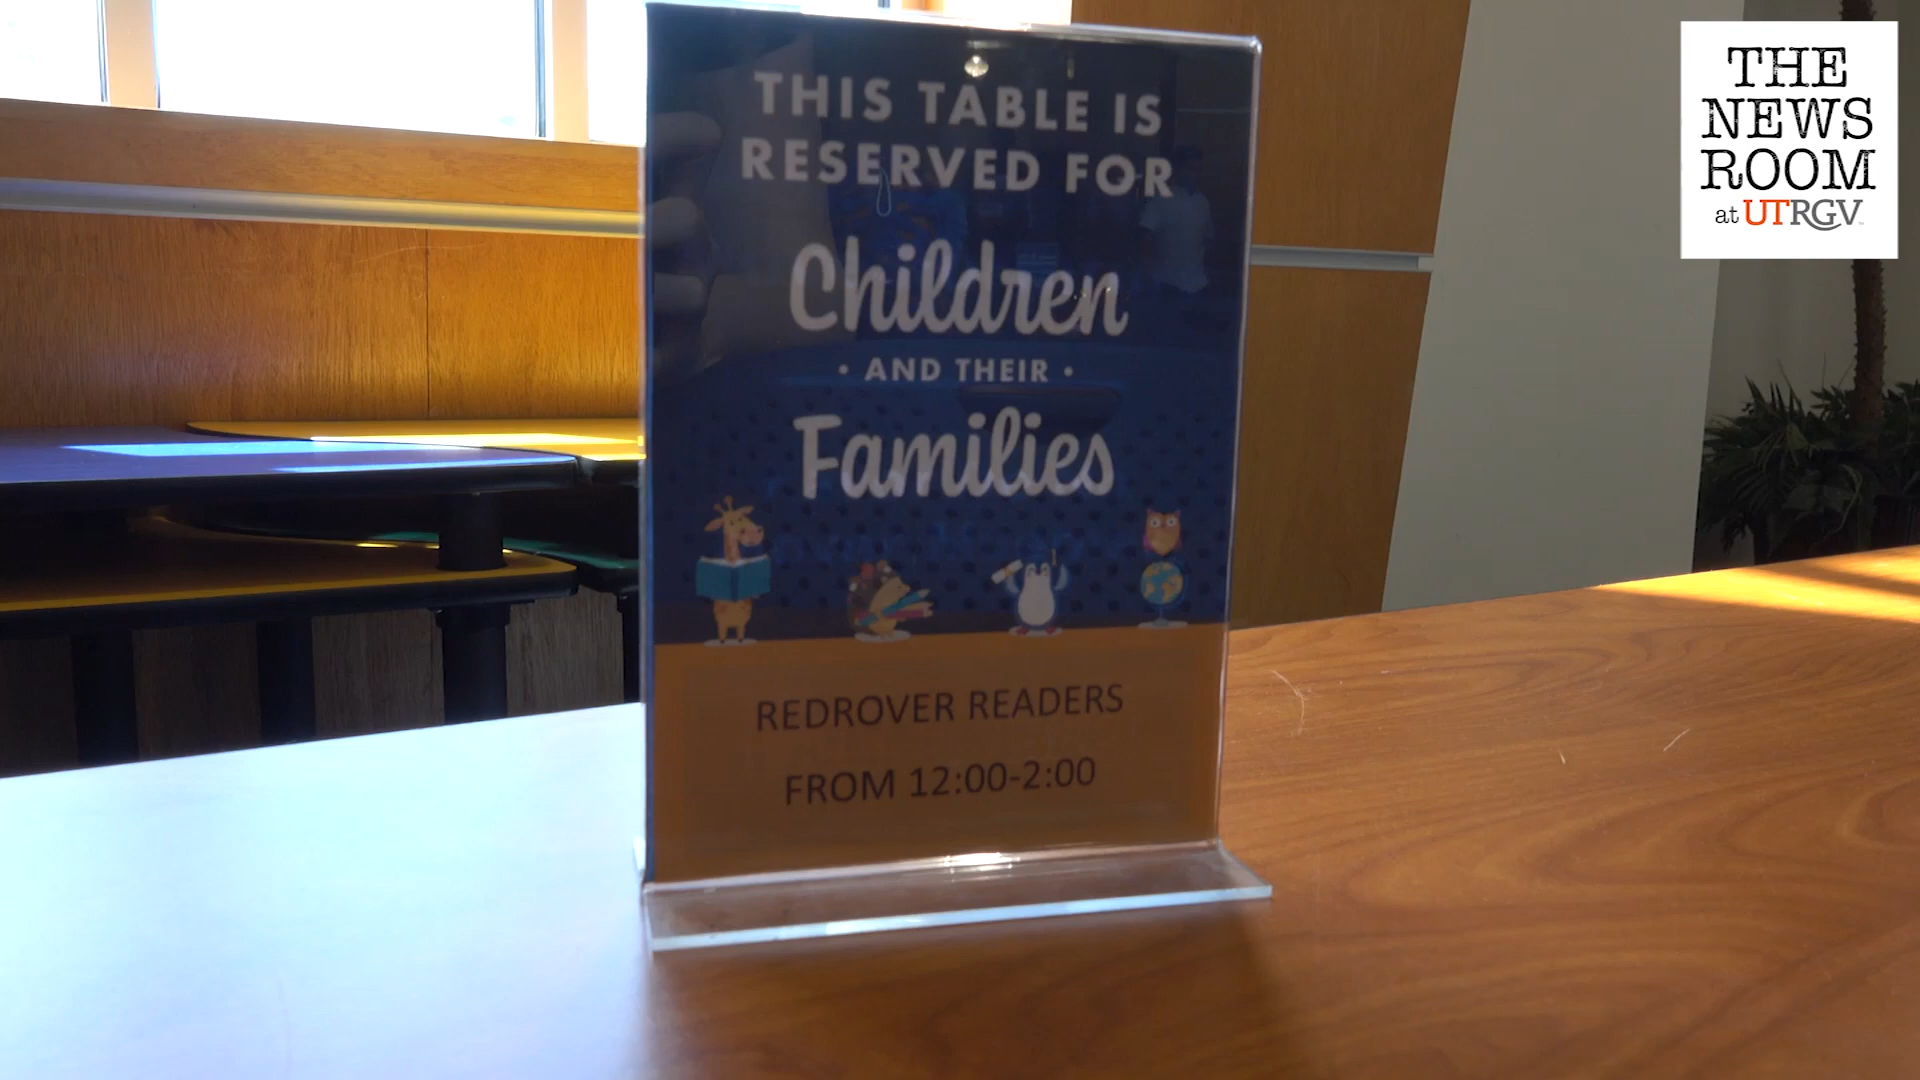 THIS TABLE IS
RESERVED FOR
Children
• AND THEIR •
Families
REDROVER READERS
FROM 12:00-2:00
THE
NEWS
ROOM
at UTRGV